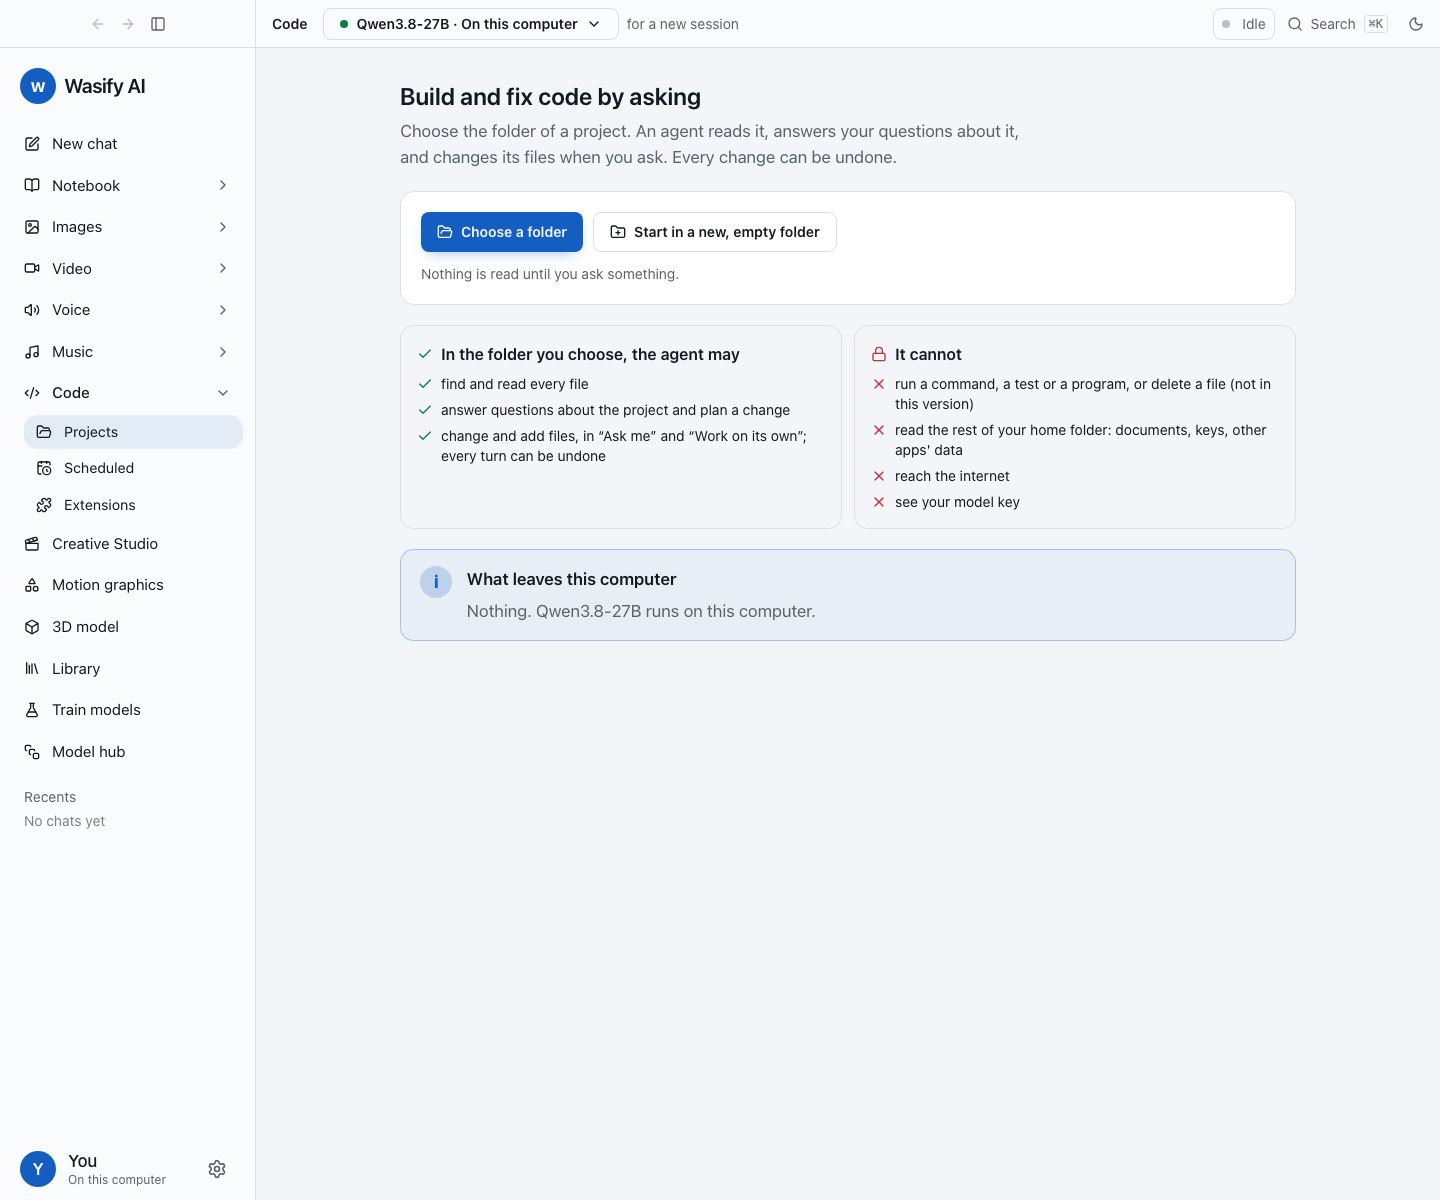 Code
Qwen3.8-27B · On this computer
for a new session
Idle
Search
⌘K
W
Wasify AI
New chat
Notebook
Images
Video
Voice
Music
Code
Projects
Scheduled
Extensions
Creative Studio
Motion graphics
3D model
Library
Train models
Model hub
Recents
No chats yet
Y
You
On this computer
Build and fix code by asking
Choose the folder of a project. An agent reads it, answers your questions about it,
and changes its files when you ask. Every change can be undone.
Choose a folder
Start in a new, empty folder
Nothing is read until you ask something.
In the folder you choose, the agent may
find and read every file
answer questions about the project and plan a change
change and add files, in “Ask me” and “Work on its own”;
every turn can be undone
It cannot
run a command, a test or a program, or delete a file (not in
this version)
read the rest of your home folder: documents, keys, other
apps' data
reach the internet
see your model key
i
What leaves this computer
Nothing. Qwen3.8-27B runs on this computer.